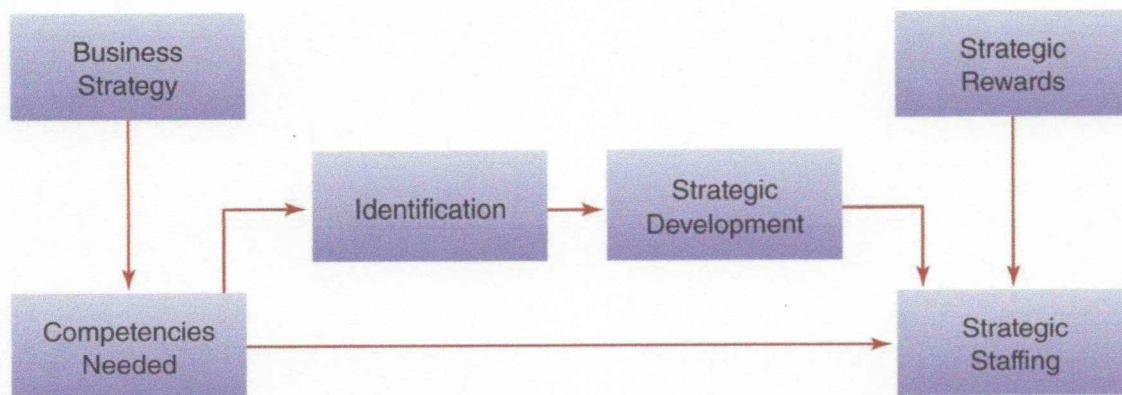 Business
Strategy
Strategic
Rewards
Identification
Strategic
Development
Competencies
Needed
Strategic
Staffing